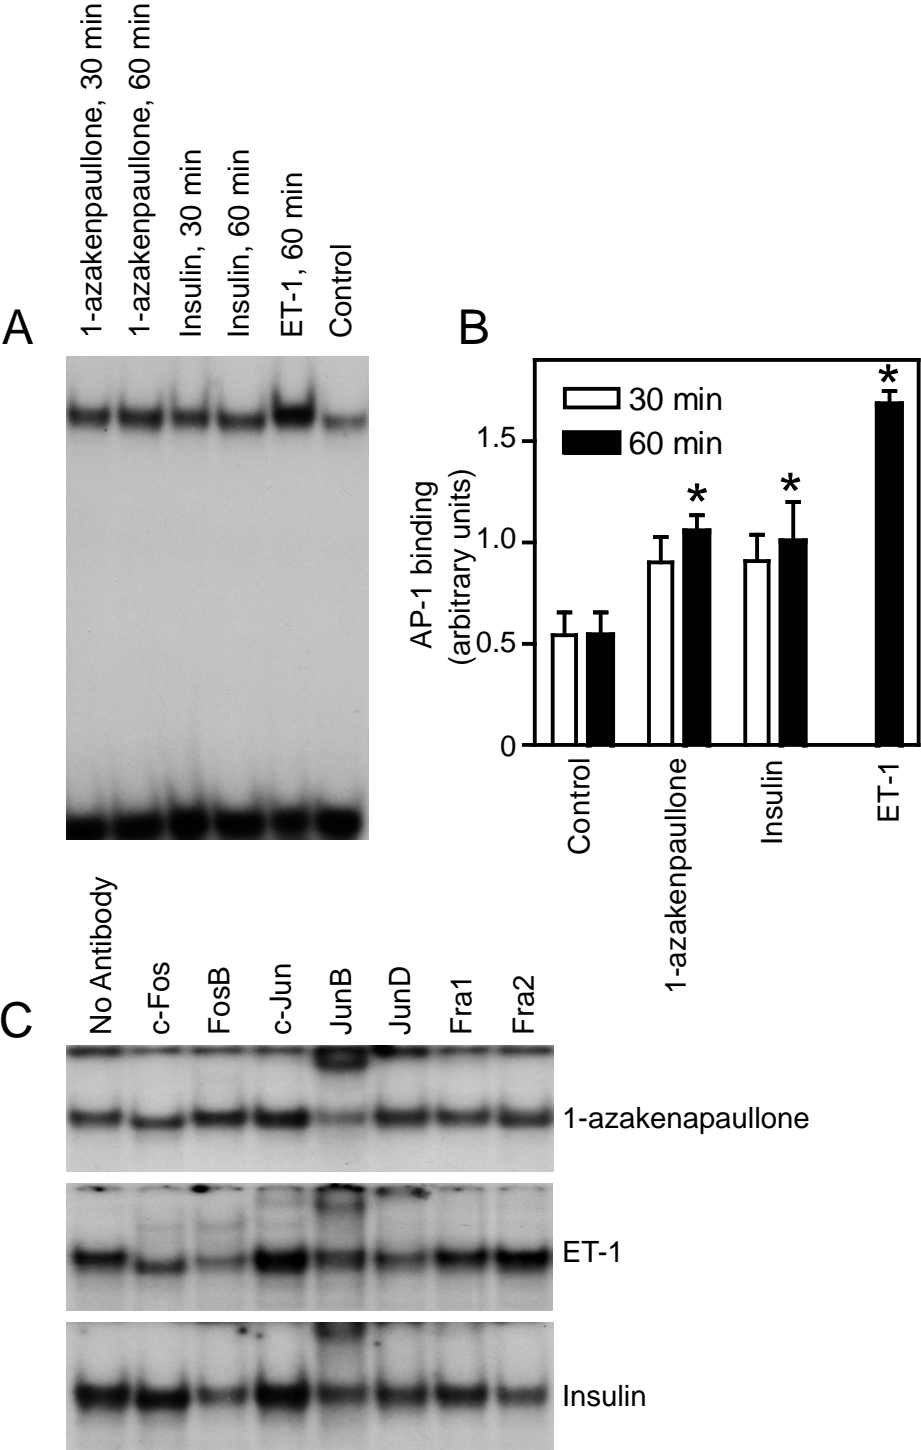 1-azakenpaullone, 30 min
1-azakenpaullone, 60 min
Insulin, 30 min
Insulin, 60 min
ET-1, 60 min
Control
A
B
30 min
60 min
AP-1 binding
(arbitrary units)
1.5
1.0
0.5
0
*
*
*
Control
1-azakenpaullone
Insulin
ET-1
C
No Antibody
c-Fos
FosB
c-Jun
JunB
JunD
Fra1
Fra2
1-azakenapaullone
ET-1
Insulin